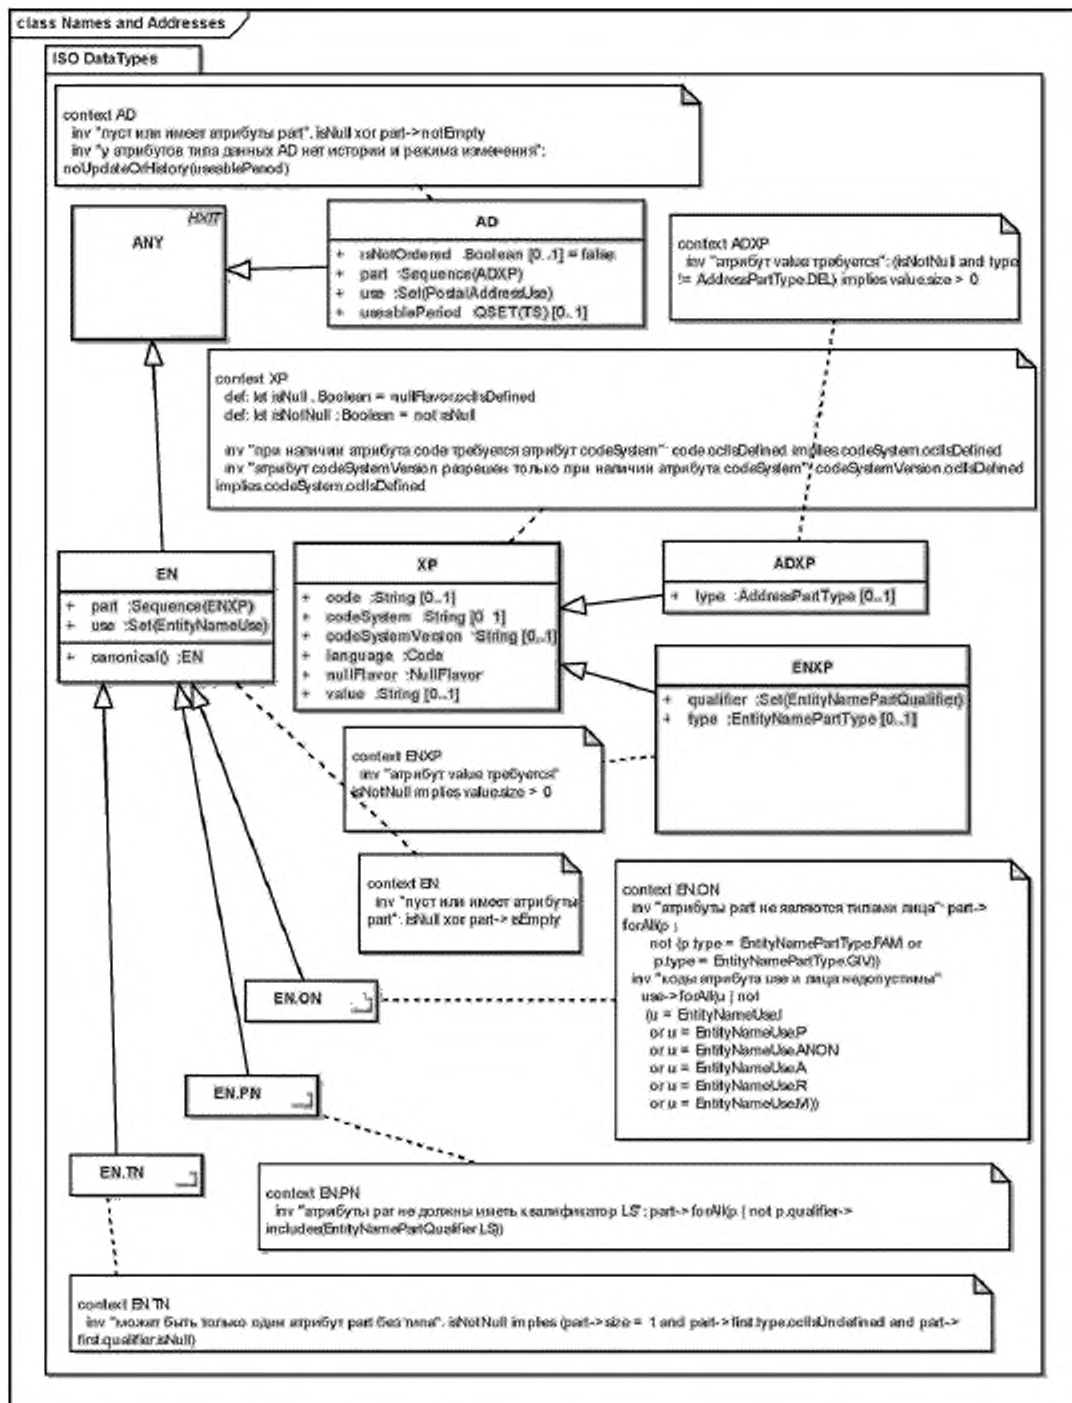 class Names and Addresses
ISO DataTypes
context AD
inv "пуст или имеет атрибуты part". isNull xor part->notEmpty
inv "у атрибутов типа данных AD нет истории и режима изменения":
noUpdateOrHistory(useablePeriod)
HXIT
ANY
AD
+ isNotOrdered :Boolean [0..1] = false
+ part :Sequence(ADXP)
+ use :Set(PostalAddressUse)
+ useablePeriod :QSET(TS) [0..1]
context ADXP
inv "атрибут value требуется": (isNotNull and type
!= AddressPartType.DEL) implies value.size > 0
context XP
def: let isNull : Boolean = nullFlavor.oclIsDefined
def: let isNotNull : Boolean = not isNull
inv "при наличии атрибута code требуется атрибут codeSystem": code.oclIsDefined implies codeSystem.oclIsDefined
inv "атрибут codeSystemVersion разрешен только при наличии атрибута codeSystem": codeSystemVersion.oclIsDefined
implies codeSystem.oclIsDefined
EN
+ part :Sequence(ENXP)
+ use :Set(EntityNameUse)
+ canonical() :EN
XP
+ code :String [0..1]
+ codeSystem :String [0..1]
+ codeSystemVersion :String [0..1]
+ language :Code
+ nullFlavor :NullFlavor
+ value :String [0..1]
ADXP
+ type :AddressPartType [0..1]
ENXP
+ qualifier :Set(EntityNamePartQualifier)
+ type :EntityNamePartType [0..1]
context ENXP
inv "атрибут value требуется"
isNotNull implies value.size > 0
context EN
inv "пуст или имеет атрибуты
part": isNull xor part-> isEmpty
context EN.ON
inv "атрибуты part не являются типами лица": part->
forAll(p |
not (p.type = EntityNamePartType.FAM or
p.type = EntityNamePartType.GIV))
inv "коды атрибута use и лица недопустимы"
use->forAll(u | not
(u = EntityNameUse.I
or u = EntityNameUse.P
or u = EntityNameUse.ANON
or u = EntityNameUse.A
or u = EntityNameUse.R
or u = EntityNameUse.M))
EN.ON
EN.PN
EN.TN
context EN.PN
inv "атрибуты par не должны иметь квалификатор LS": part->forAll(p | not p.qualifier->
includes(EntityNamePartQualifier.LS))
context EN.TN
inv "может быть только один атрибут part без типа". isNotNull implies (part->size = 1 and part->first.type.oclIsUndefined and part->
first.qualifier.isNull)